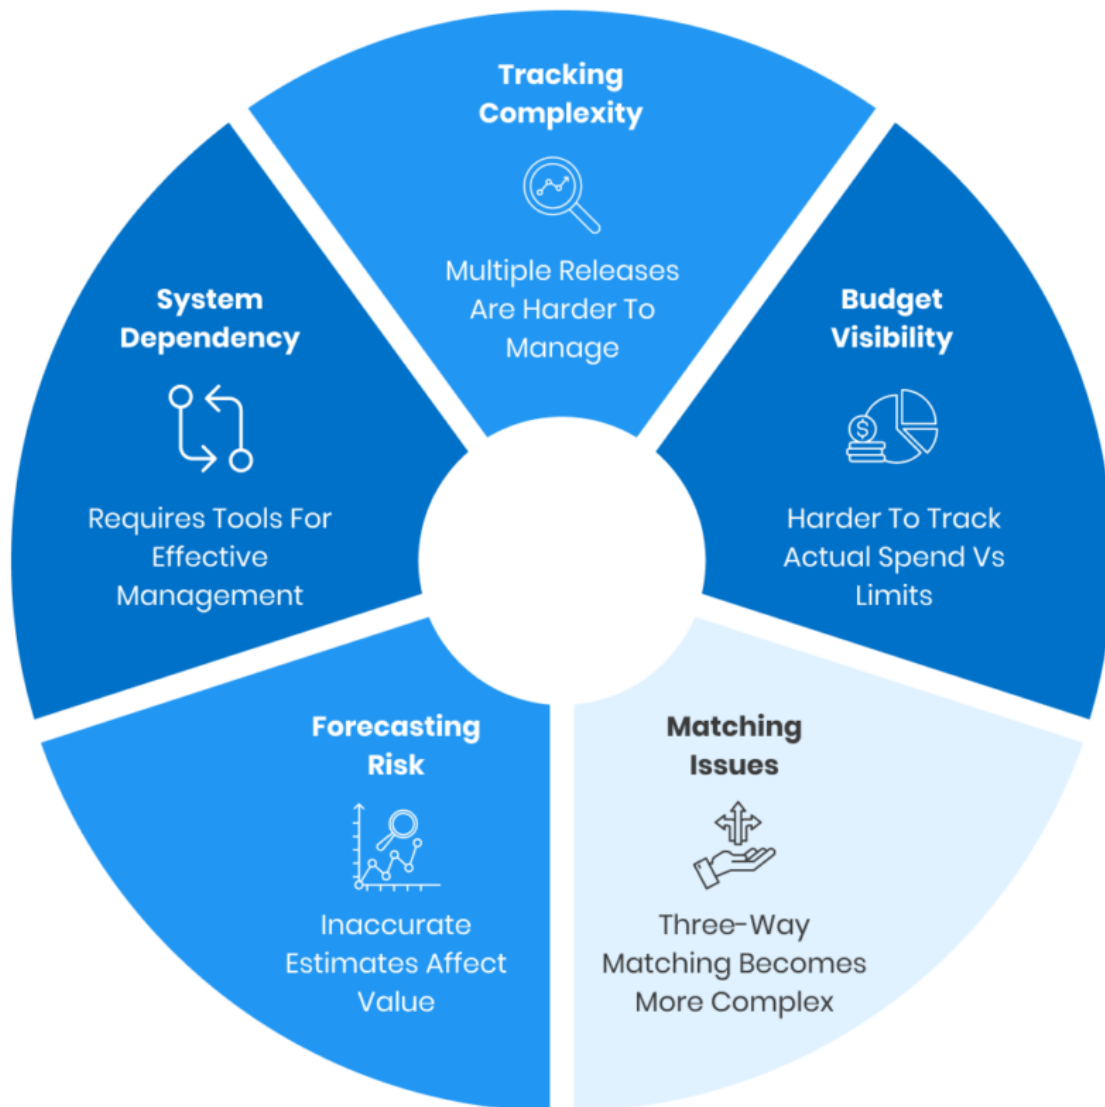 Tracking
Complexity
Multiple Releases
Are Harder To
Manage
Budget
Visibility
$
Harder To Track
Actual Spend Vs
Limits
Matching
Issues
Three-Way
Matching Becomes
More Complex
Forecasting
Risk
Inaccurate
Estimates Affect
Value
System
Dependency
Requires Tools For
Effective
Management